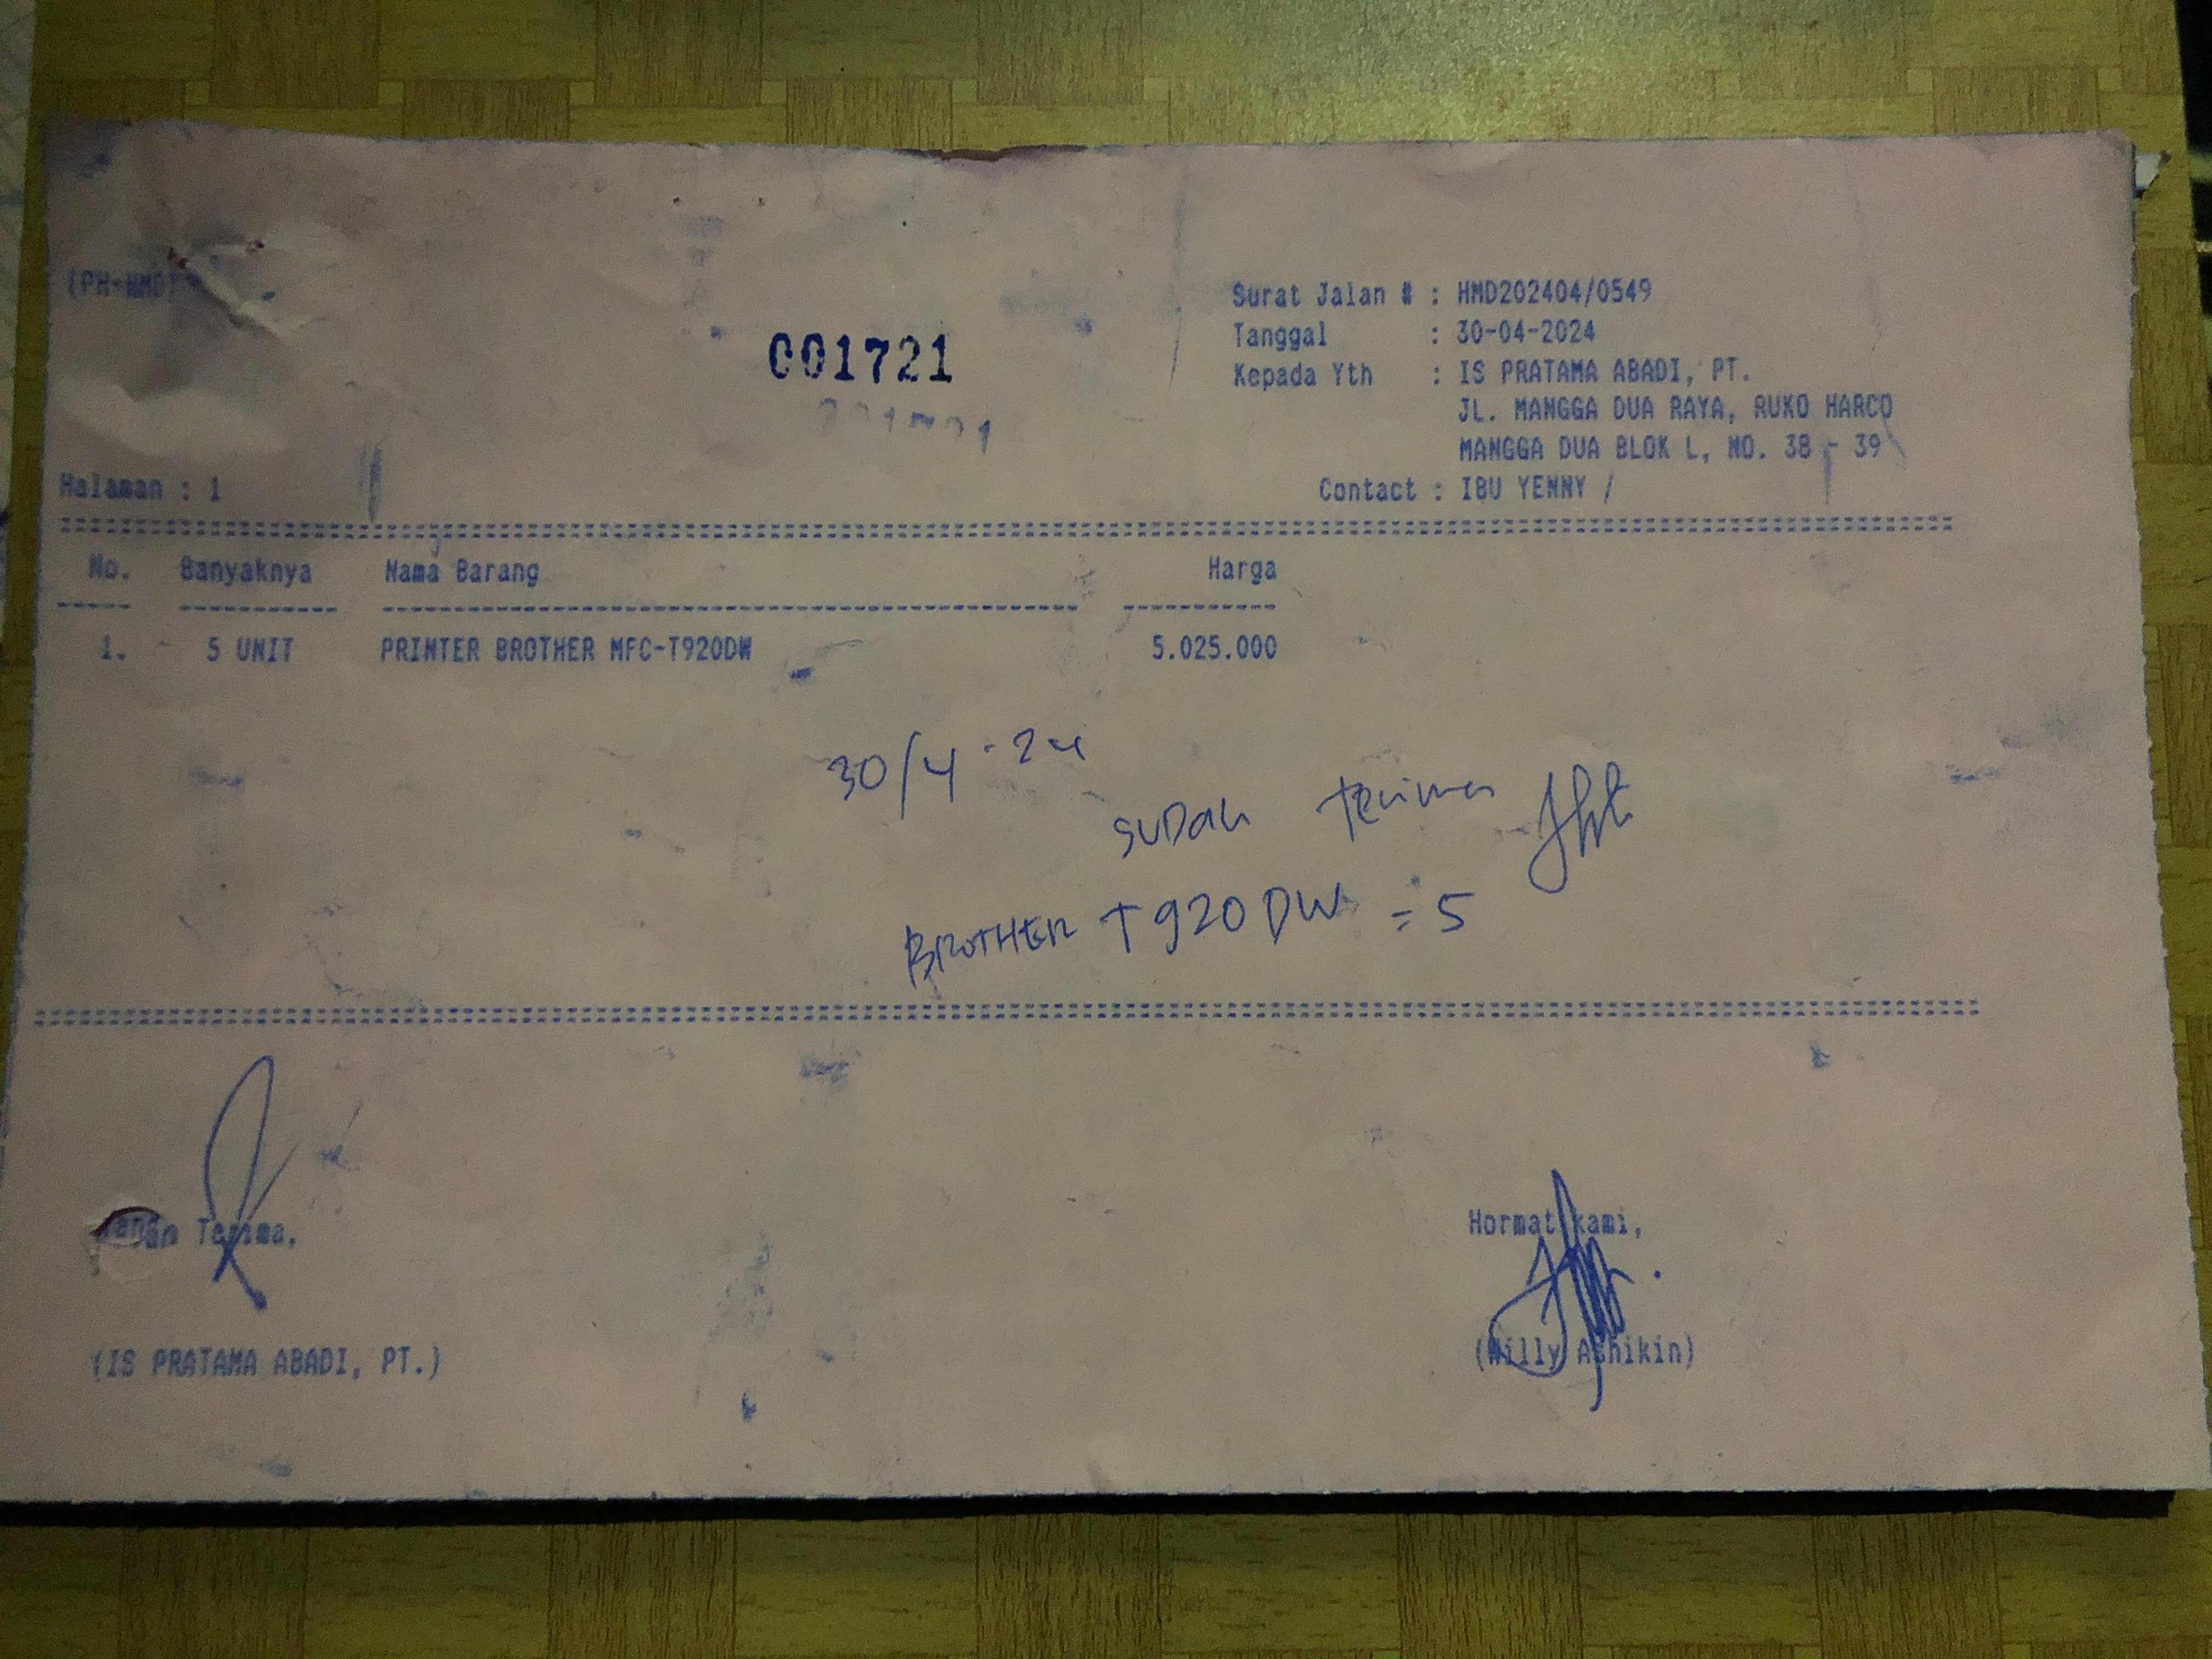 (PH-HMD)
001721
Surat Jalan # : HMD202404/0549
Tanggal : 30-04-2024
Kepada Yth : IS PRATAMA ABADI, PT.
JL. MANGGA DUA RAYA, RUKO HARCO
MANGGA DUA BLOK L, NO. 38 - 39
Contact : IBU YENNY /
Halaman : 1
No. Banyaknya Nama Barang Harga
1. 5 UNIT PRINTER BROTHER MFC-T920DW 5.025.000
30/4 - 24
SUDAH Terima
BROTHER T920DW = 5
Terima,
Hormat kami,
(IS PRATAMA ABADI, PT.)
(Willy Ashikin)